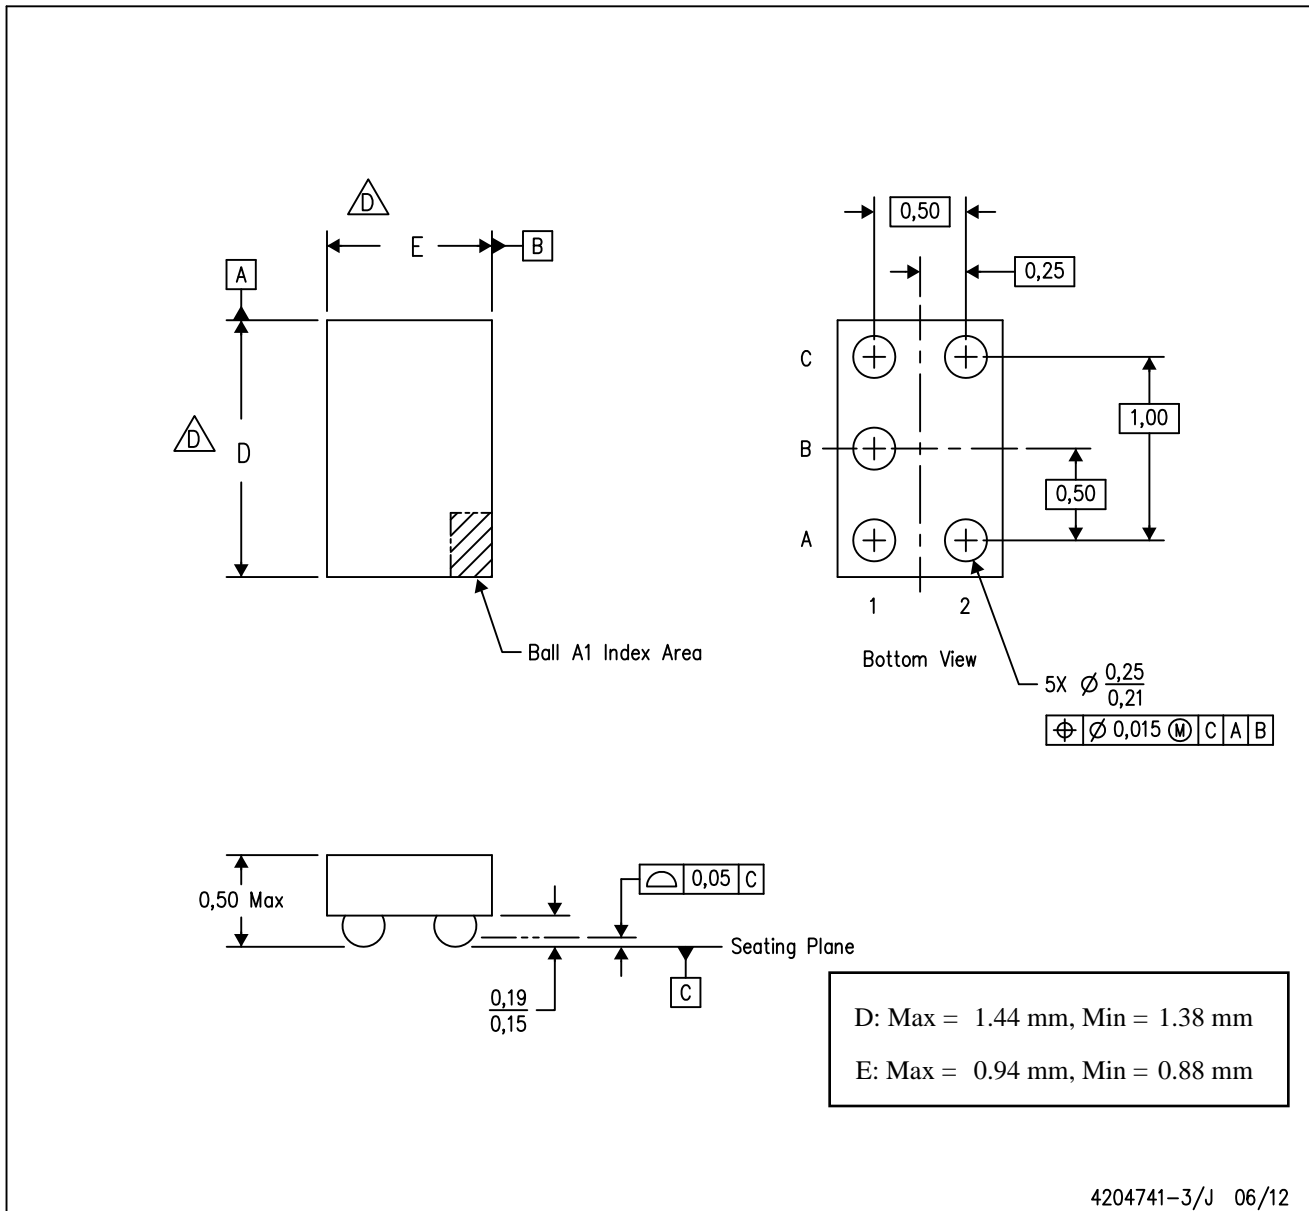 D
E
B
A
D
D
Ball A1 Index Area
0,50
0,25
C
B
A
1,00
0,50
1
2
Bottom View
5X Ø 0,25
0,21
⌖ Ø 0,015 Ⓜ C A B
0,50 Max
⌓ 0,05 C
Seating Plane
C
0,19
0,15
D: Max = 1.44 mm, Min = 1.38 mm
E: Max = 0.94 mm, Min = 0.88 mm
4204741-3/J 06/12